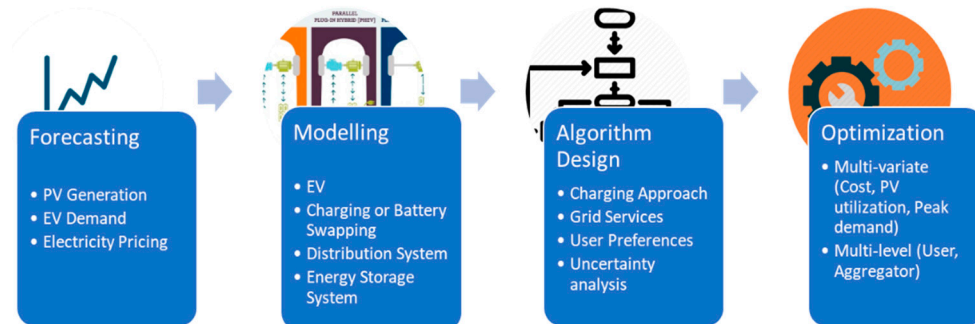 PARALLEL
PLUG-IN HYBRID (PHEV)
Forecasting
• PV Generation
• EV Demand
• Electricity Pricing
Modelling
• EV
• Charging or Battery
Swapping
• Distribution System
• Energy Storage
System
Algorithm
Design
• Charging Approach
• Grid Services
• User Preferences
• Uncertainty
analysis
Optimization
• Multi-variate
(Cost, PV
utilization, Peak
demand)
• Multi-level (User,
Aggregator)